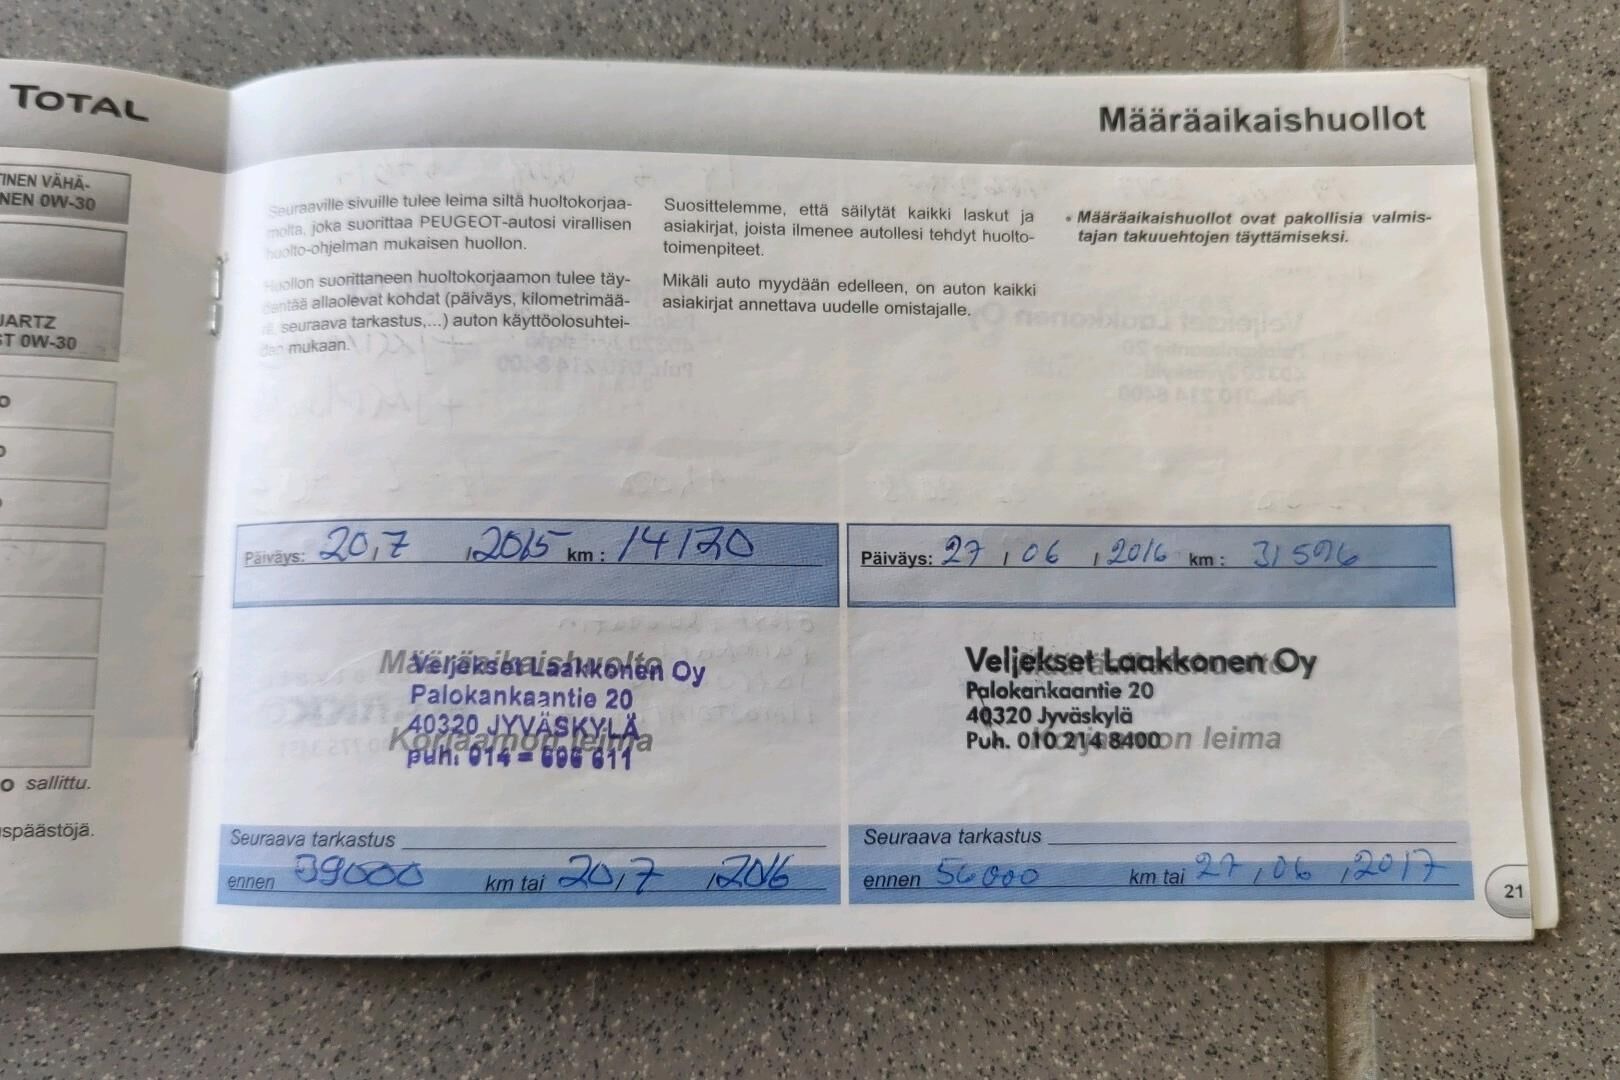 TOTAL
TINEN VÄHÄ-
NEN 0W-30
UARTZ
ST 0W-30
o sallittu.
späästöjä.
Määräaikaishuollot
Seuraaville sivuille tulee leima siltä huoltokorjaa-
molta, joka suorittaa PEUGEOT-autosi virallisen
huolto-ohjelman mukaisen huollon.
Huollon suorittaneen huoltokorjaamon tulee täy-
dentää allaolevat kohdat (päiväys, kilometrimää-
rä, seuraava tarkastus,...) auton käyttöolosuhtei-
den mukaan.
Suosittelemme, että säilytät kaikki laskut ja
asiakirjat, joista ilmenee autollesi tehdyt huolto-
toimenpiteet.
Mikäli auto myydään edelleen, on auton kaikki
asiakirjat annettava uudelle omistajalle.
• Määräaikaishuollot ovat pakollisia valmis-
tajan takuuehtojen täyttämiseksi.
Päiväys: 20,7 ,2015 km : 14120
Määräaikaishuolto
Veljekset Laakkonen Oy
Palokankaantie 20
40320 JYVÄSKYLÄ
Korjaamon leima
puh. 014 - 696 611
Seuraava tarkastus
ennen 39000 km tai 20,7 ,2016
Päiväys: 27 , 06 , 2016 km : 31596
Veljekset Laakkonen Oy
Palokankaantie 20
40320 Jyväskylä
Puh. 010 214 8400
Korjaamon leima
Seuraava tarkastus
ennen 56000 km tai 27 , 06 , 2017
21